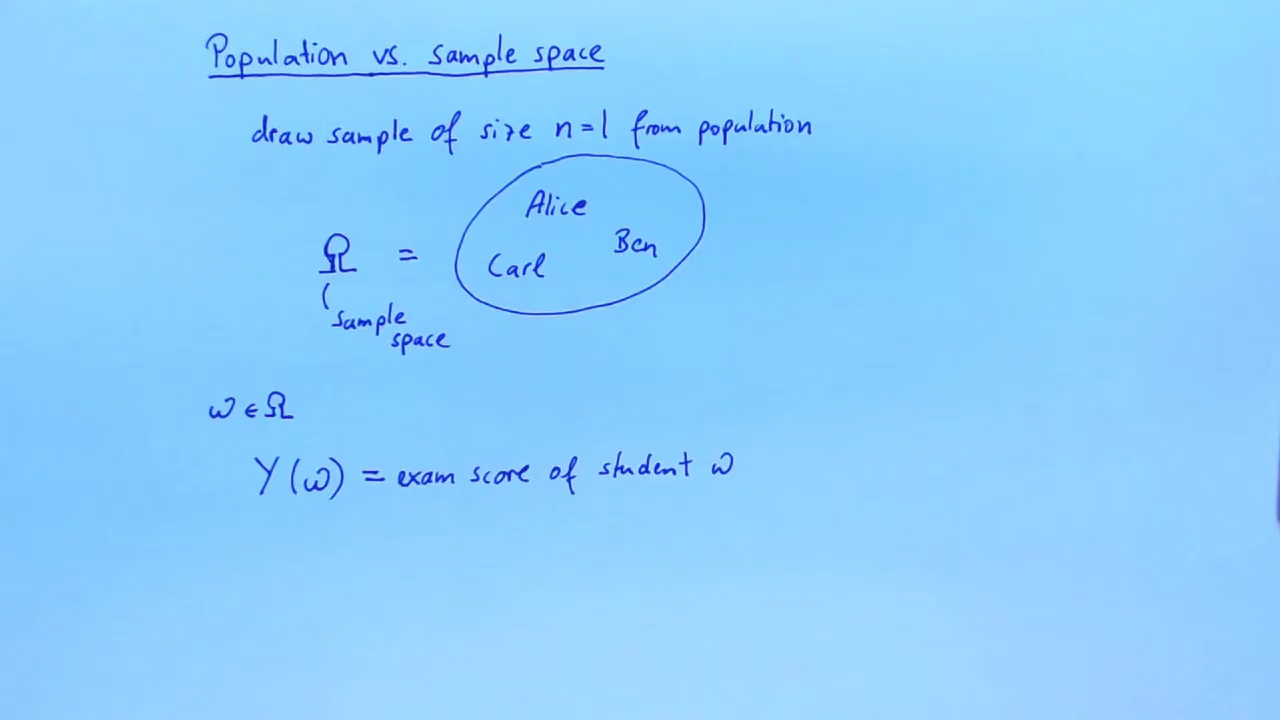 Population vs. sample space
draw sample of size n=1 from population
Alice
Ω =
Ben
Carl
sample
space
ω ∈ Ω
Y(ω) = exam score of student ω